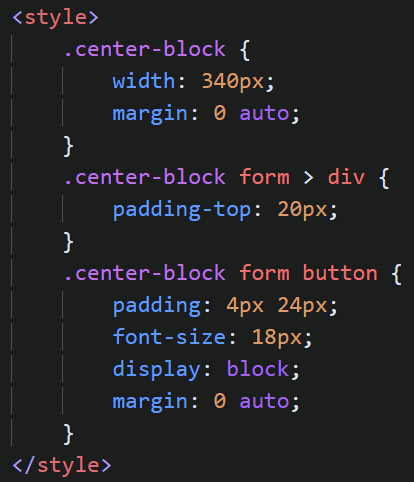 <style>
    .center-block {
        width: 340px;
        margin: 0 auto;
    }
    .center-block form > div {
        padding-top: 20px;
    }
    .center-block form button {
        padding: 4px 24px;
        font-size: 18px;
        display: block;
        margin: 0 auto;
    }
</style>